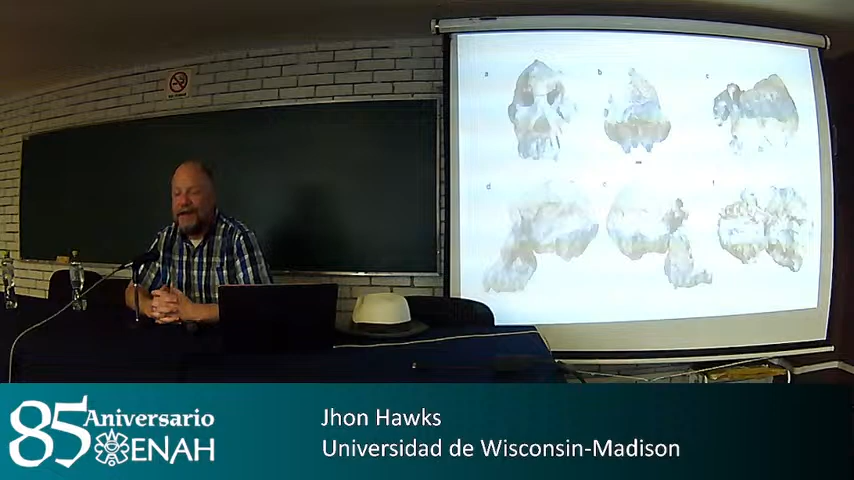 a b c
d e f
85 Aniversario
ENAH
Jhon Hawks
Universidad de Wisconsin-Madison